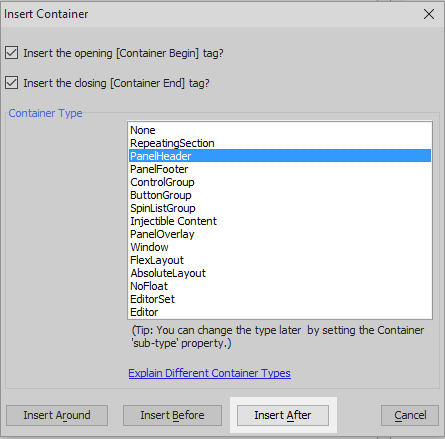 Insert Container
Insert the opening [Container Begin] tag?
Insert the closing [Container End] tag?
Container Type
None
RepeatingSection
PanelHeader
PanelFooter
ControlGroup
ButtonGroup
SpinListGroup
Injectible Content
PanelOverlay
Window
FlexLayout
AbsoluteLayout
NoFloat
EditorSet
Editor
(Tip: You can change the type later by setting the Container
'sub-type' property.)
Explain Different Container Types
Insert Around Insert Before Insert After Cancel